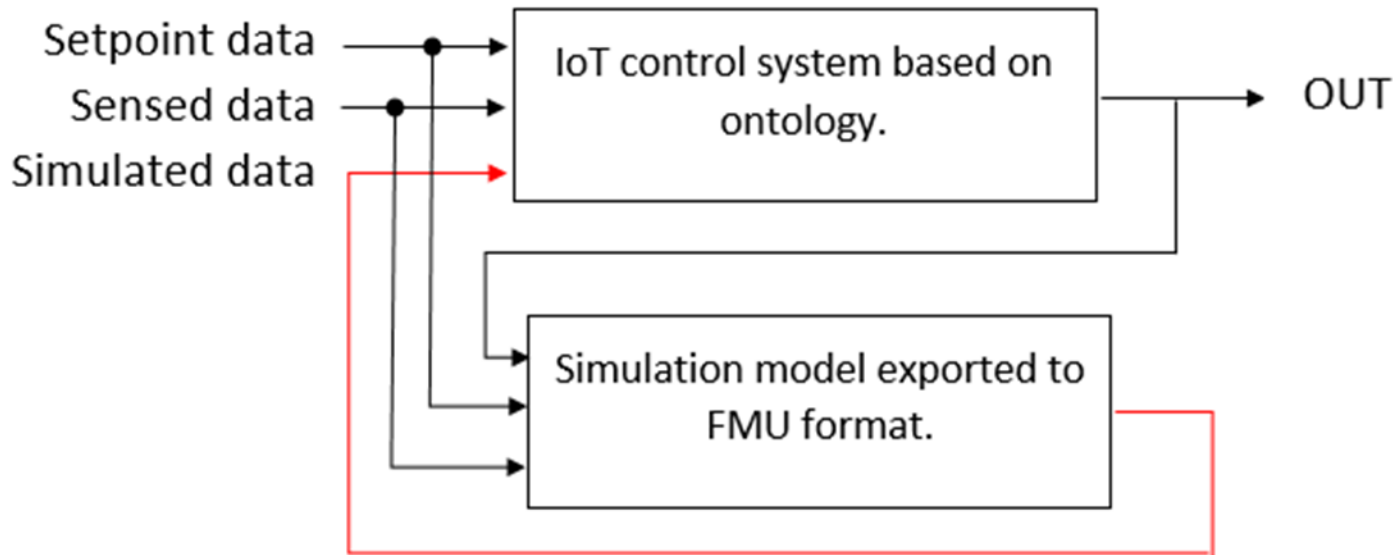 Setpoint data
Sensed data
Simulated data
IoT control system based on
ontology.
OUT
Simulation model exported to
FMU format.